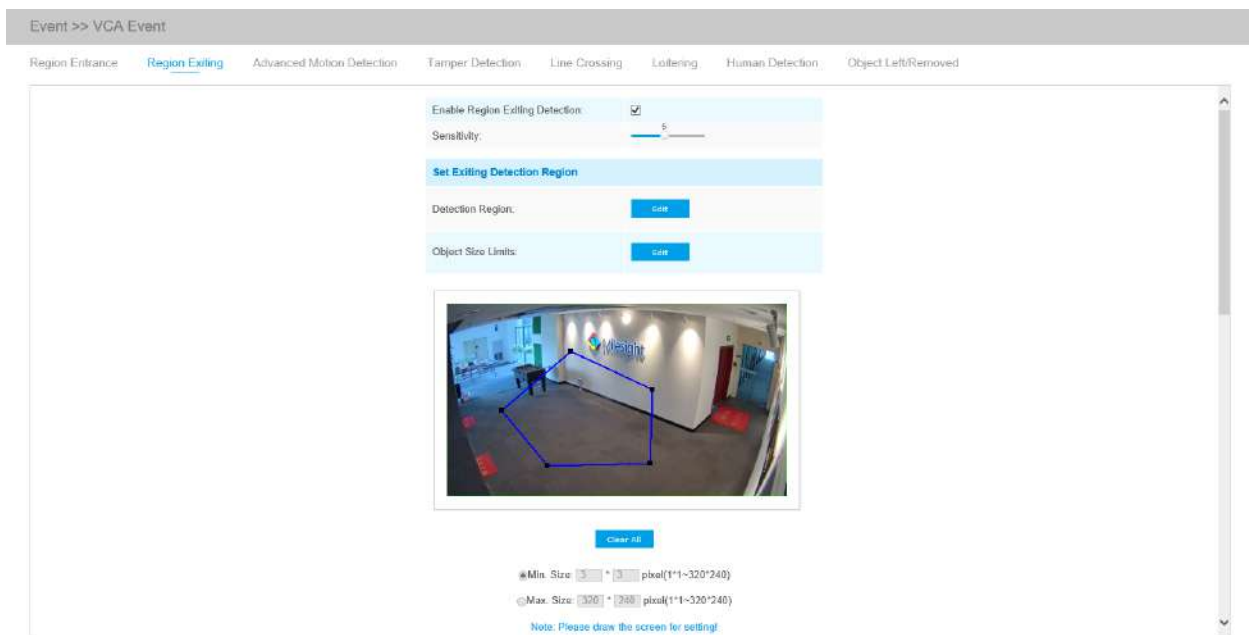 Event >> VCA Event
Region Entrance Region Exiting Advanced Motion Detection Tamper Detection Line Crossing Loitering Human Detection Object Left/Removed
Enable Region Exiting Detection:
Sensitivity: 5
Set Exiting Detection Region
Detection Region: Edit
Object Size Limits: Edit
Milesight
Clear All
Min. Size: 3 * 3 pixel(1*1~320*240)
Max. Size: 320 * 240 pixel(1*1~320*240)
Note: Please draw the screen for setting!